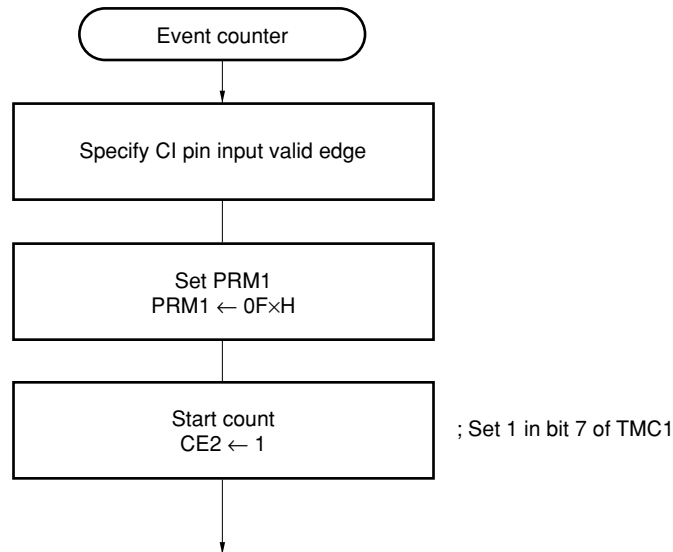 Event counter
Specify CI pin input valid edge
Set PRM1
PRM1 ← 0F×H
Start count
CE2 ← 1
; Set 1 in bit 7 of TMC1